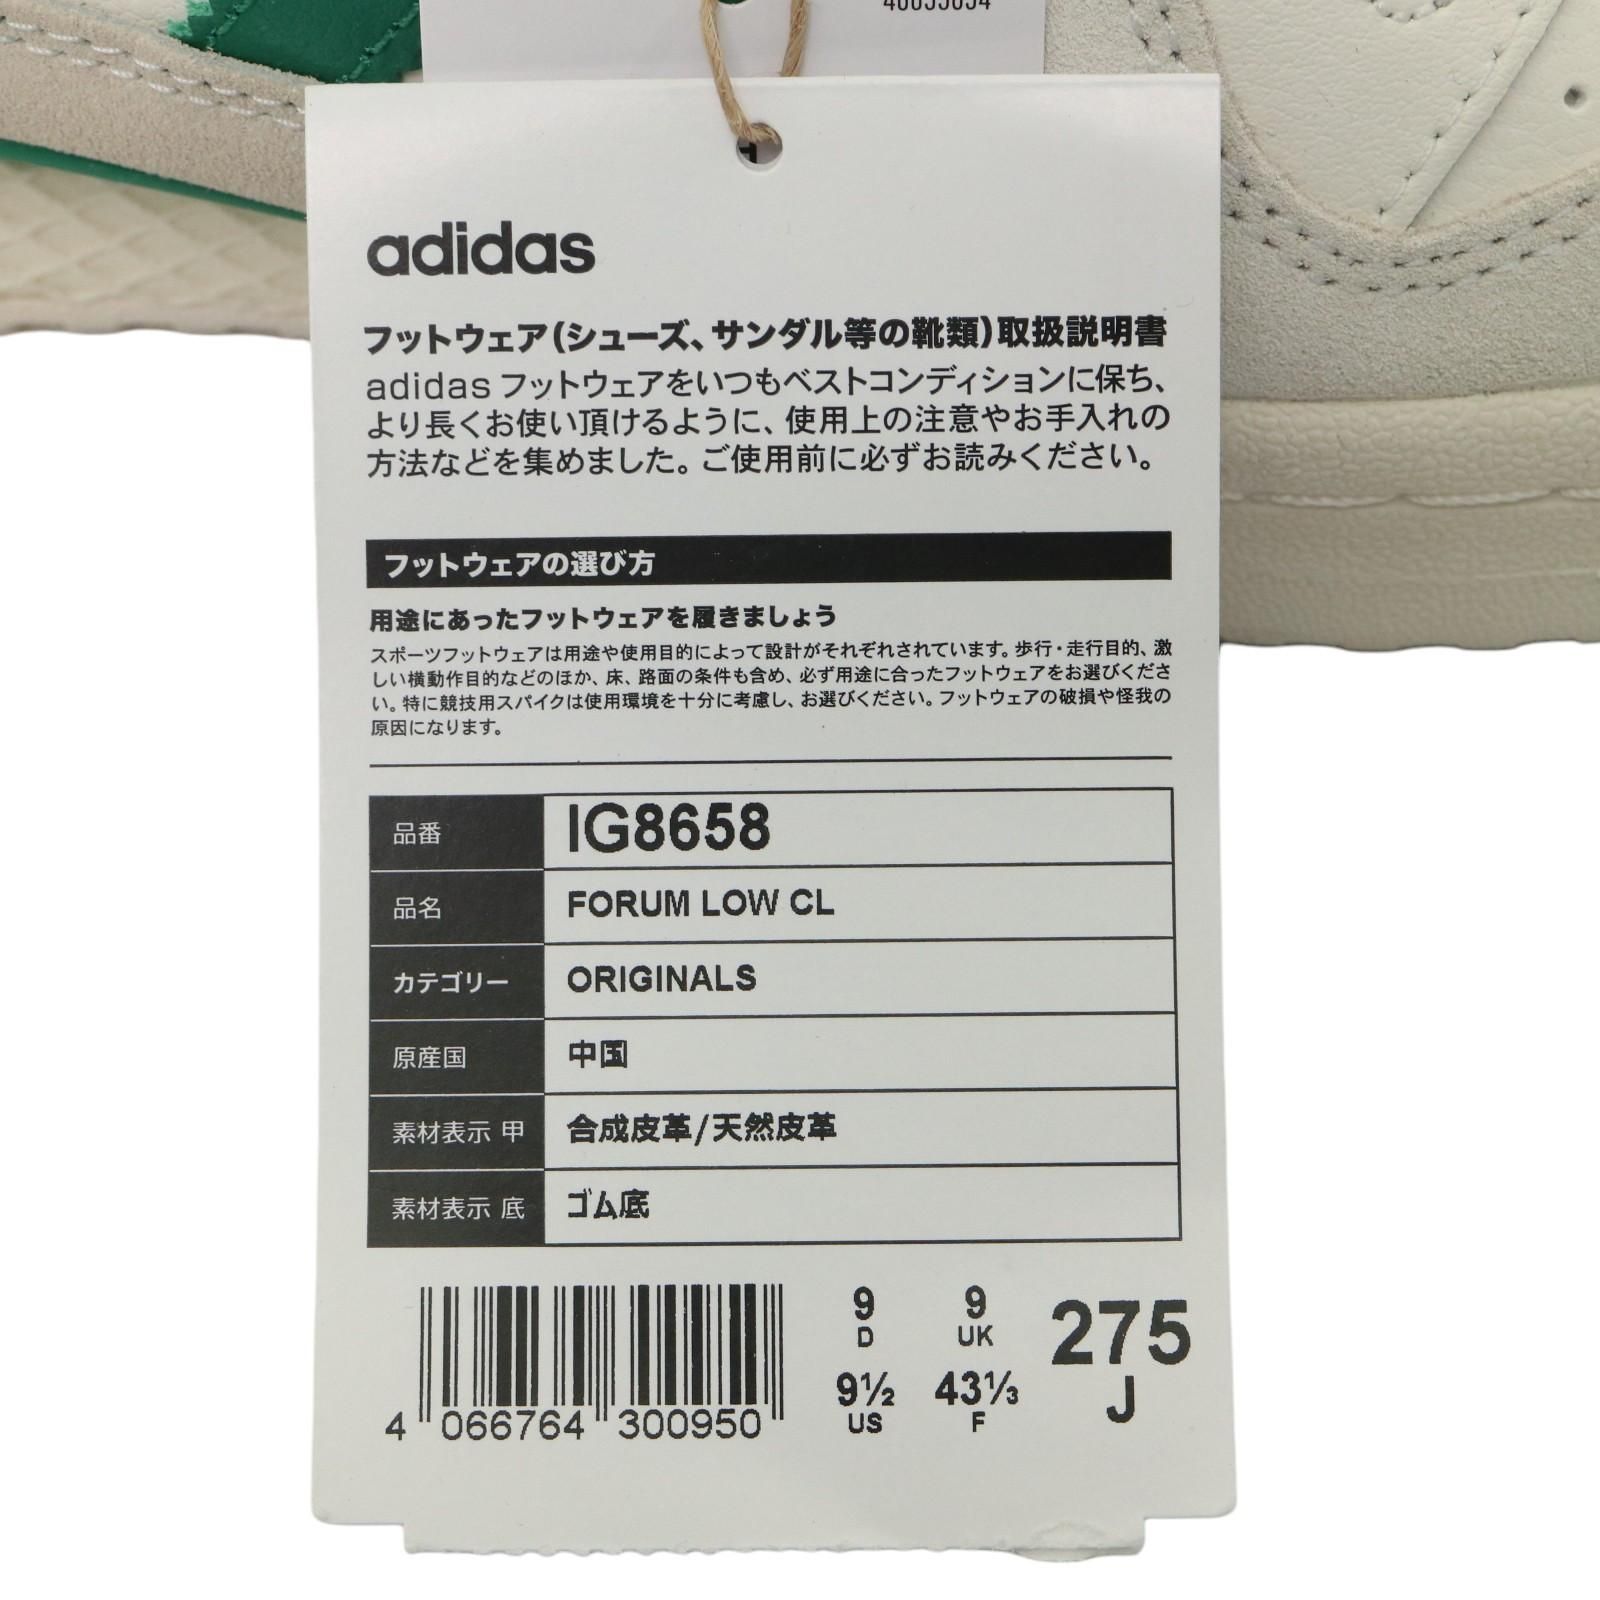 adidas
フットウェア(シューズ、サンダル等の靴類)取扱説明書
adidas フットウェアをいつもベストコンディションに保ち、
より長くお使い頂けるように、使用上の注意やお手入れの
方法などを集めました。ご使用前に必ずお読みください。
フットウェアの選び方
用途にあったフットウェアを履きましょう
スポーツフットウェアは用途や使用目的によって設計がそれぞれされています。歩行・走行目的、激
しい横動作目的などのほか、床、路面の条件も含め、必ず用途に合ったフットウェアをお選びくださ
い。特に競技用スパイクは使用環境を十分に考慮し、お選びください。フットウェアの破損や怪我の
原因になります。
品番 IG8658
品名 FORUM LOW CL
カテゴリー ORIGINALS
原産国 中国
素材表示 甲 合成皮革/天然皮革
素材表示 底 ゴム底
9 D 9 UK
9½ US 43⅓ F
275 J
4 066764 300950